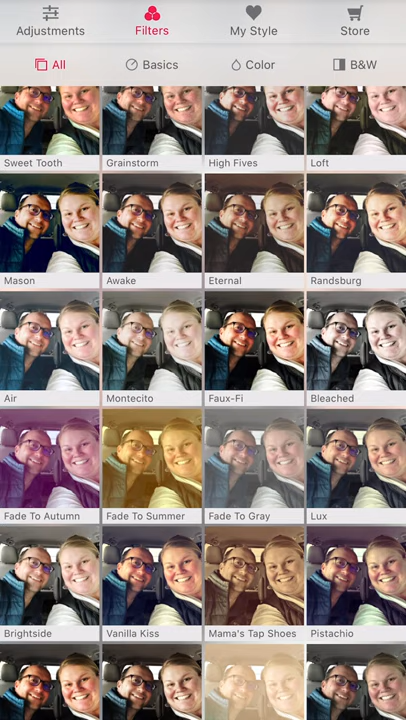 Adjustments Filters My Style Store
All Basics Color B&W
Sweet Tooth Grainstorm High Fives Loft
Mason Awake Eternal Randsburg
Air Montecito Faux-Fi Bleached
Fade To Autumn Fade To Summer Fade To Gray Lux
Brightside Vanilla Kiss Mama's Tap Shoes Pistachio